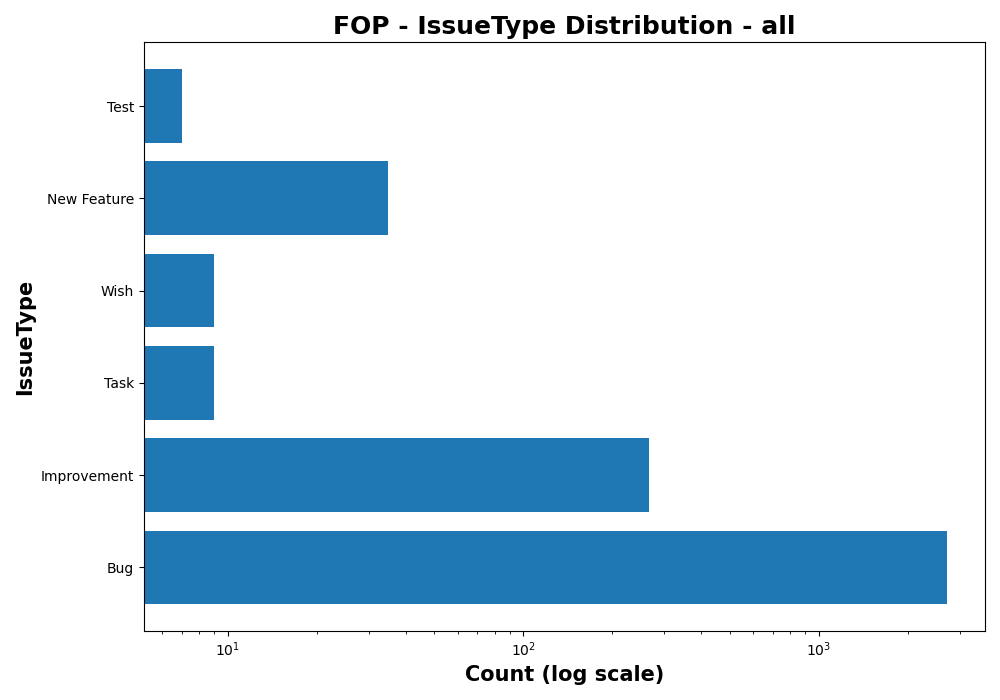 FOP - IssueType Distribution - all
Test
New Feature
Wish
Task
Improvement
Bug
IssueType
10¹ 10² 10³
Count (log scale)